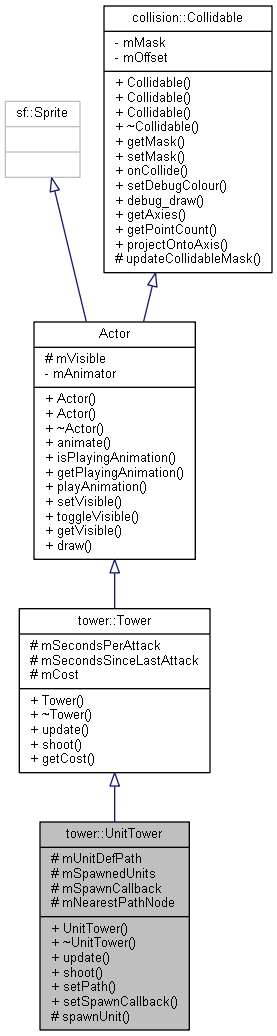 collision::Collidable
- mMask
- mOffset
+ Collidable()
+ Collidable()
+ Collidable()
+ ~Collidable()
+ getMask()
+ setMask()
+ onCollide()
+ setDebugColour()
+ debug_draw()
+ getAxies()
+ getPointCount()
+ projectOntoAxis()
# updateCollidableMask()
sf::Sprite
Actor
# mVisible
- mAnimator
+ Actor()
+ Actor()
+ ~Actor()
+ animate()
+ isPlayingAnimation()
+ getPlayingAnimation()
+ playAnimation()
+ setVisible()
+ toggleVisible()
+ getVisible()
+ draw()
tower::Tower
# mSecondsPerAttack
# mSecondsSinceLastAttack
# mCost
+ Tower()
+ ~Tower()
+ update()
+ shoot()
+ getCost()
tower::UnitTower
# mUnitDefPath
# mSpawnedUnits
# mSpawnCallback
# mNearestPathNode
+ UnitTower()
+ ~UnitTower()
+ update()
+ shoot()
+ setPath()
+ setSpawnCallback()
# spawnUnit()